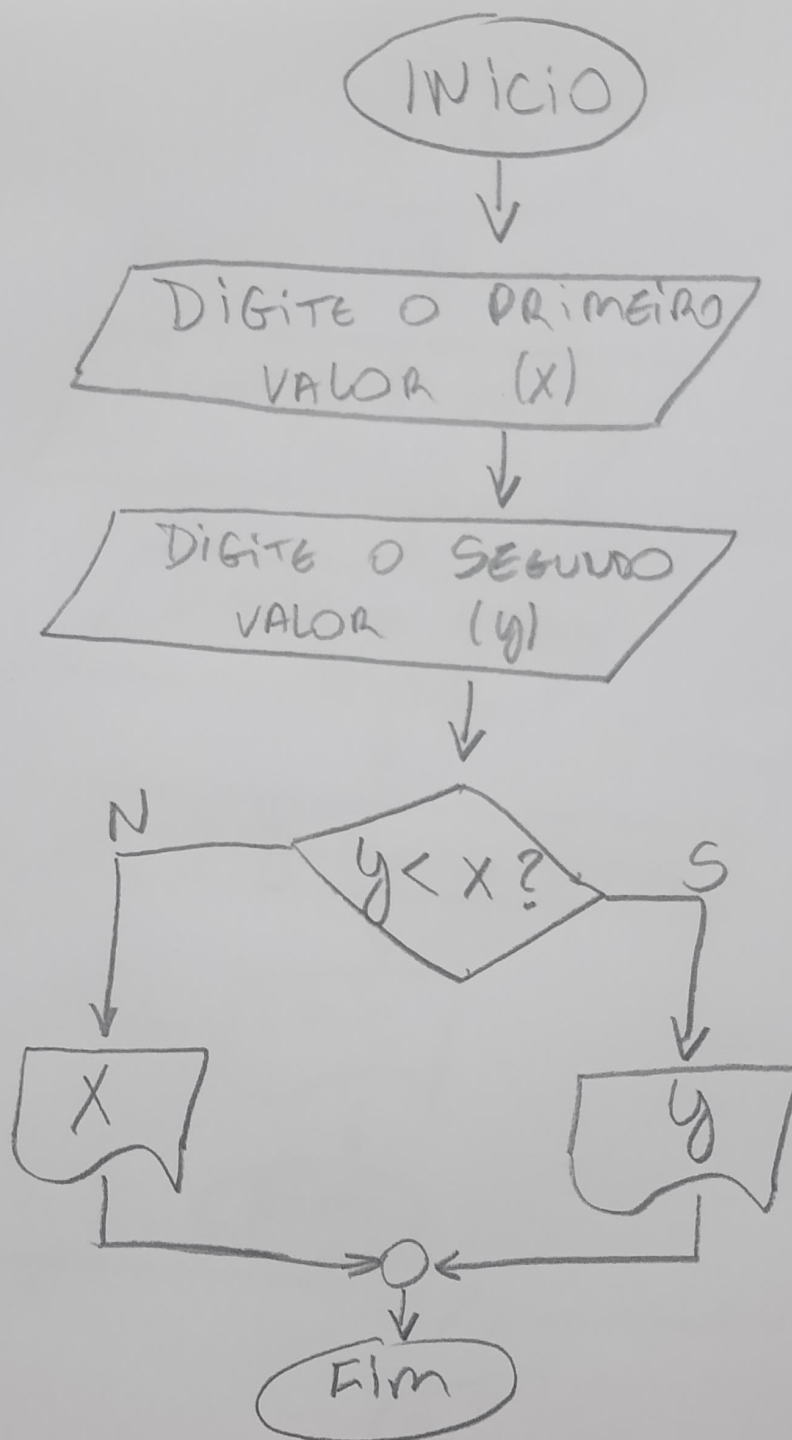 INICIO
DIGITE O PRIMEIRO
VALOR (X)
DIGITE O SEGUNDO
VALOR (y)
N
y < x ?
S
X
y
FIM